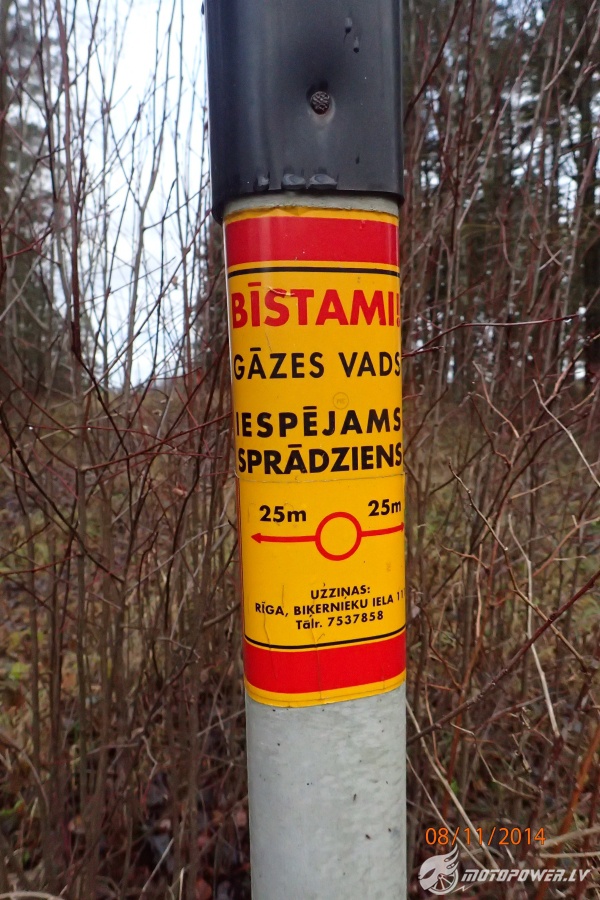 BĪSTAMI!
GĀZES VADS
IESPĒJAMS
SPRĀDZIENS
25m 25m
UZZIŅAS:
RĪGA, BIĶERNIEKU IELA 11
Tālr. 7537858
08/11/2014
MOTOPOWER.LV